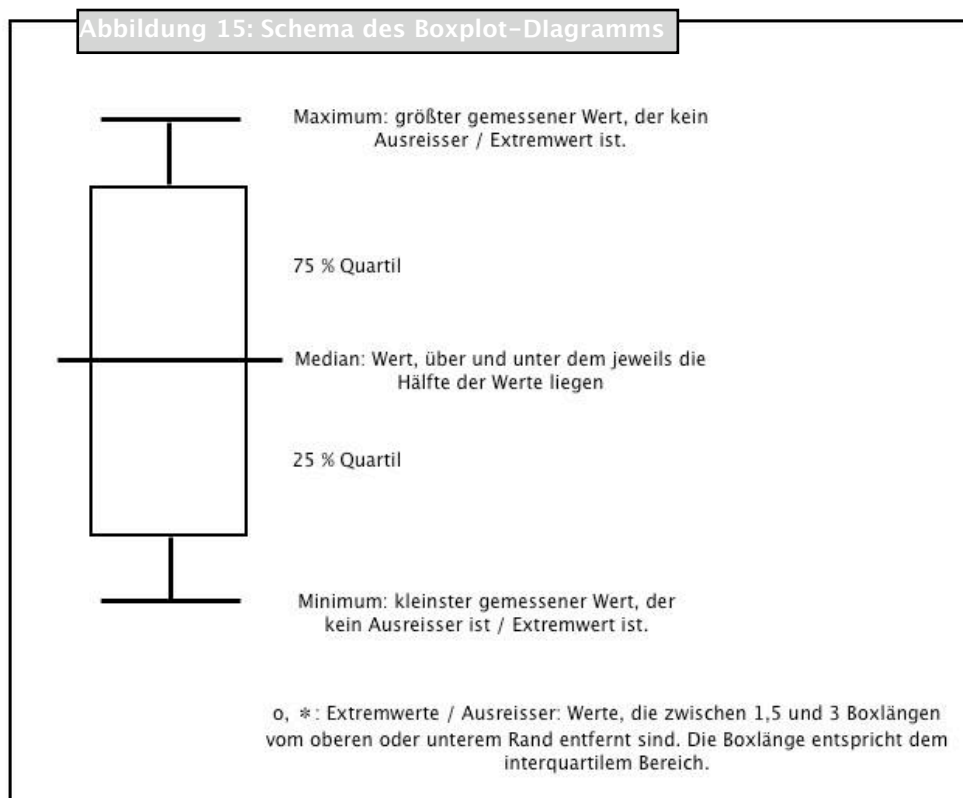 Abbildung 15: Schema des Boxplot-DIagramms
Maximum: größter gemessener Wert, der kein
Ausreisser / Extremwert ist.
75 % Quartil
Median: Wert, über und unter dem jeweils die
Hälfte der Werte liegen
25 % Quartil
Minimum: kleinster gemessener Wert, der
kein Ausreisser ist / Extremwert ist.
o, *: Extremwerte / Ausreisser: Werte, die zwischen 1,5 und 3 Boxlängen
vom oberen oder unterem Rand entfernt sind. Die Boxlänge entspricht dem
interquartilem Bereich.